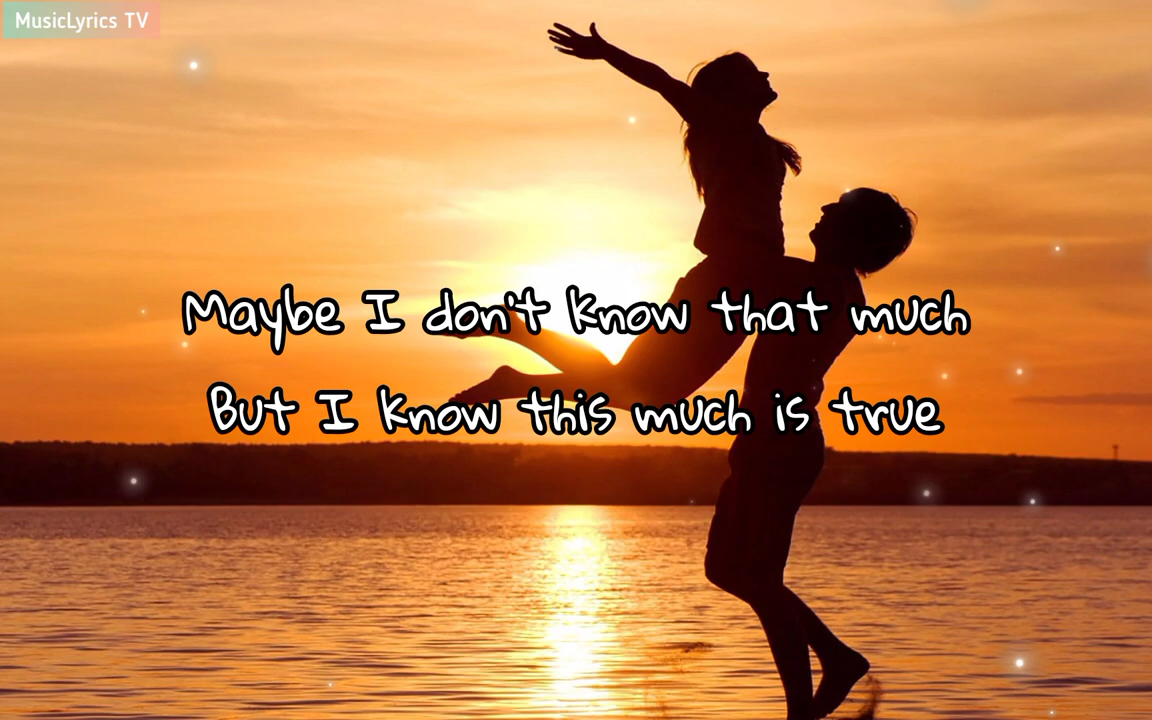 MusicLyrics TV
Maybe I don't know that much
But I know this much is true